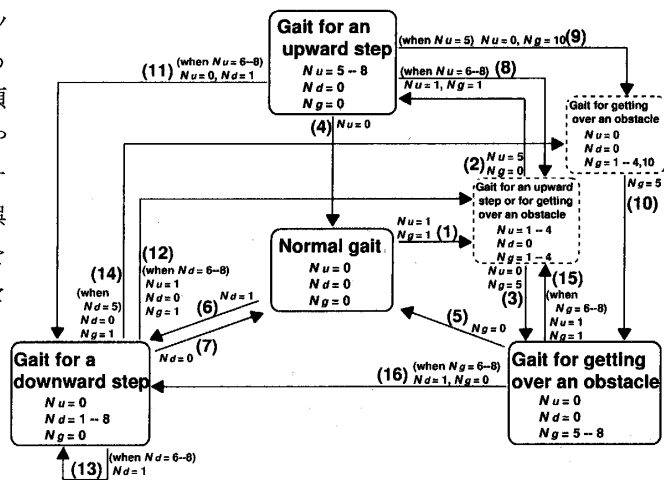 ツ
Gait for an
upward step
Nu = 5 -- 8
Nd = 0
Ng = 0
(when Nu=5) Nu=0, Ng=10 (9)
(11) (when Nu=6--8)
Nu=0, Nd=1
(when Nu=6--8) (8)
Nu=1, Ng=1
(4) Nu=0
Gait for getting
over an obstacle
Nu=0
Nd=0
Ng=1 -- 4,10
Ng=5
(10)
(2) Nu=5
Ng=0
Gait for an upward
step or for getting
over an obstacle
Nu=1 -- 4
Nd=0
Ng=1 -- 4
Nu=1
Ng=1 (1)
Normal gait
Nu = 0
Nd = 0
Ng = 0
(12)
(when Nd=6--8)
Nu=1
Nd=0
Ng=1
(14)
(when
Nd=5)
Nd=0
Ng=1
Nu=0
Ng=5
(3)
(15)
(when
Ng=6--8)
Nu=1
Ng=1
(6) Nd=1
(7)
Nd=0
(5) Ng=0
Gait for a
downward step
Nu = 0
Nd = 1 -- 8
Ng = 0
(16) (when Ng=6--8)
Nd=1, Ng=0
Gait for getting
over an obstacle
Nu = 0
Nd = 0
Ng = 5 -- 8
(13) (when Nd=6--8)
Nd=1